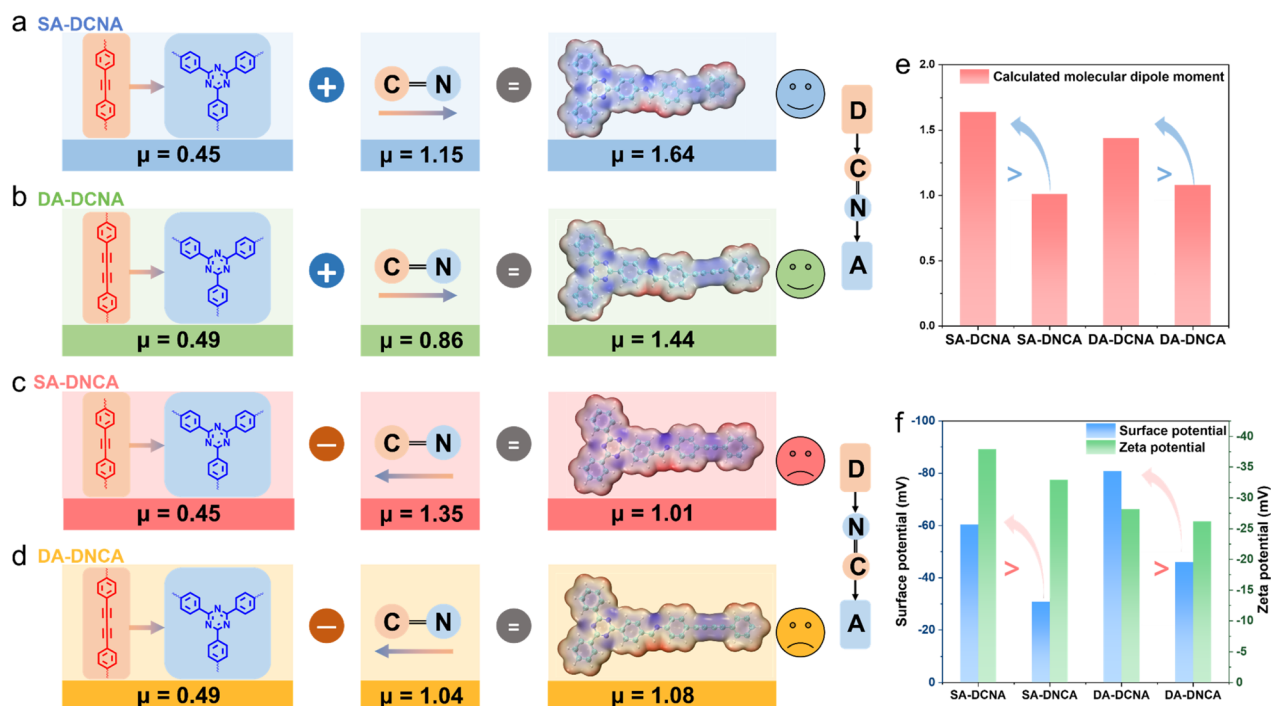 a
SA-DCNA
N N
N
+
C=N
=
μ = 0.45
μ = 1.15
μ = 1.64
b
DA-DCNA
N N
N
+
C=N
=
μ = 0.49
μ = 0.86
μ = 1.44
D
C
N
A
c
SA-DNCA
N N
N
−
C=N
=
μ = 0.45
μ = 1.35
μ = 1.01
d
DA-DNCA
N N
N
−
C=N
=
μ = 0.49
μ = 1.04
μ = 1.08
D
N
C
A
e
Calculated molecular dipole moment
2.0
1.5
1.0
0.5
0.0
> >
SA-DCNA SA-DNCA DA-DCNA DA-DNCA
f
Surface potential
Zeta potential
Surface potential (mV)
-100
-80
-60
-40
-20
0
> >
Zeta potential (mV)
-40
-35
-30
-25
-20
-15
-10
-5
0
SA-DCNA SA-DNCA DA-DCNA DA-DNCA